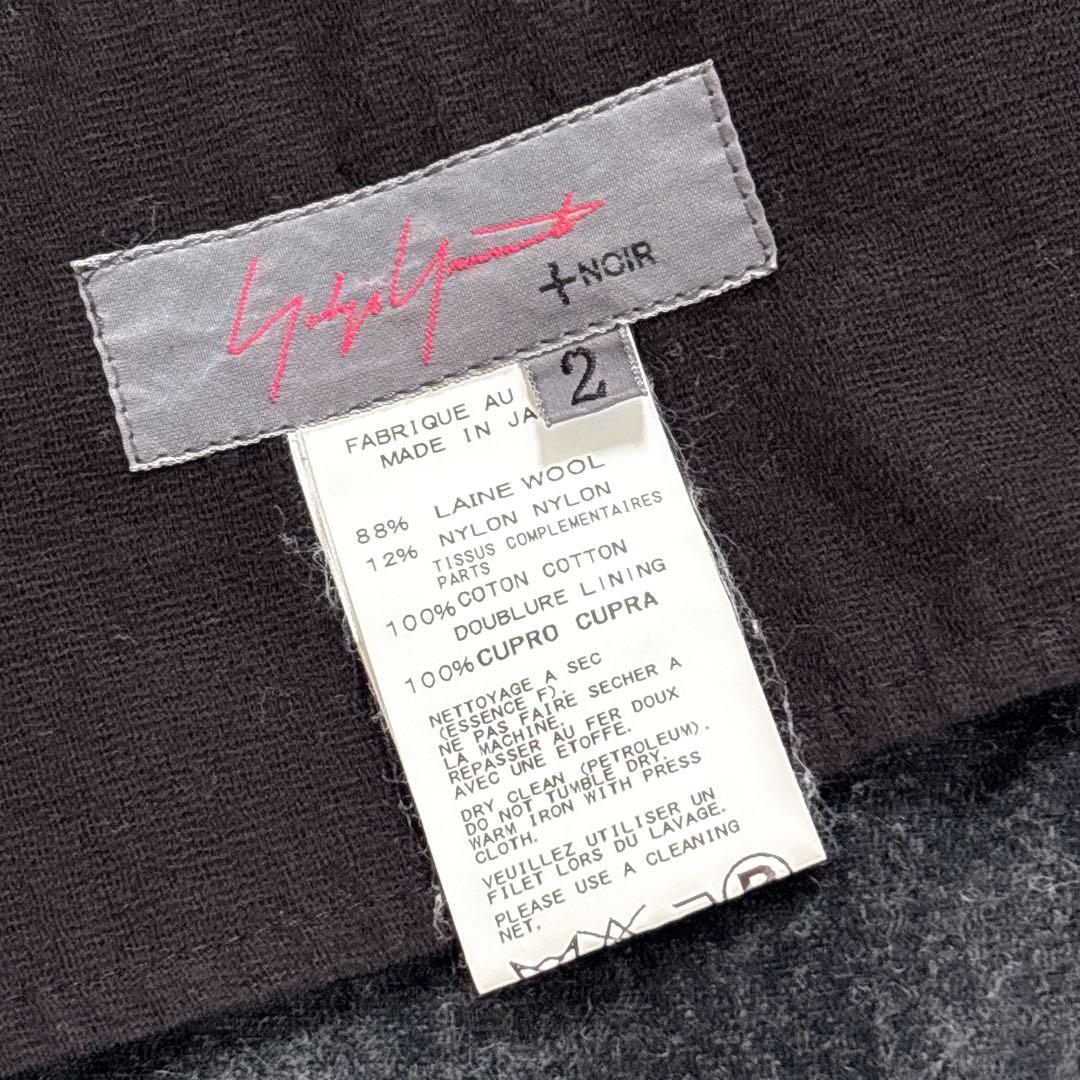 Yohji Yamamoto
+NOIR
2
FABRIQUE AU
MADE IN JA
88% LAINE WOOL
12% NYLON NYLON
TISSUS COMPLEMENTAIRES
PARTS
100% COTON COTTON
DOUBLURE LINING
100% CUPRO CUPRA
NETTOYAGE A SEC
(ESSENCE F).
NE PAS FAIRE SECHER A
LA MACHINE.
REPASSER AU FER DOUX
AVEC UNE ETOFFE.
DRY CLEAN (PETROLEUM).
DO NOT TUMBLE DRY.
WARM IRON WITH PRESS
CLOTH.
VEUILLEZ UTILISER UN
FILET LORS DU LAVAGE.
PLEASE USE A CLEANING
NET.
P